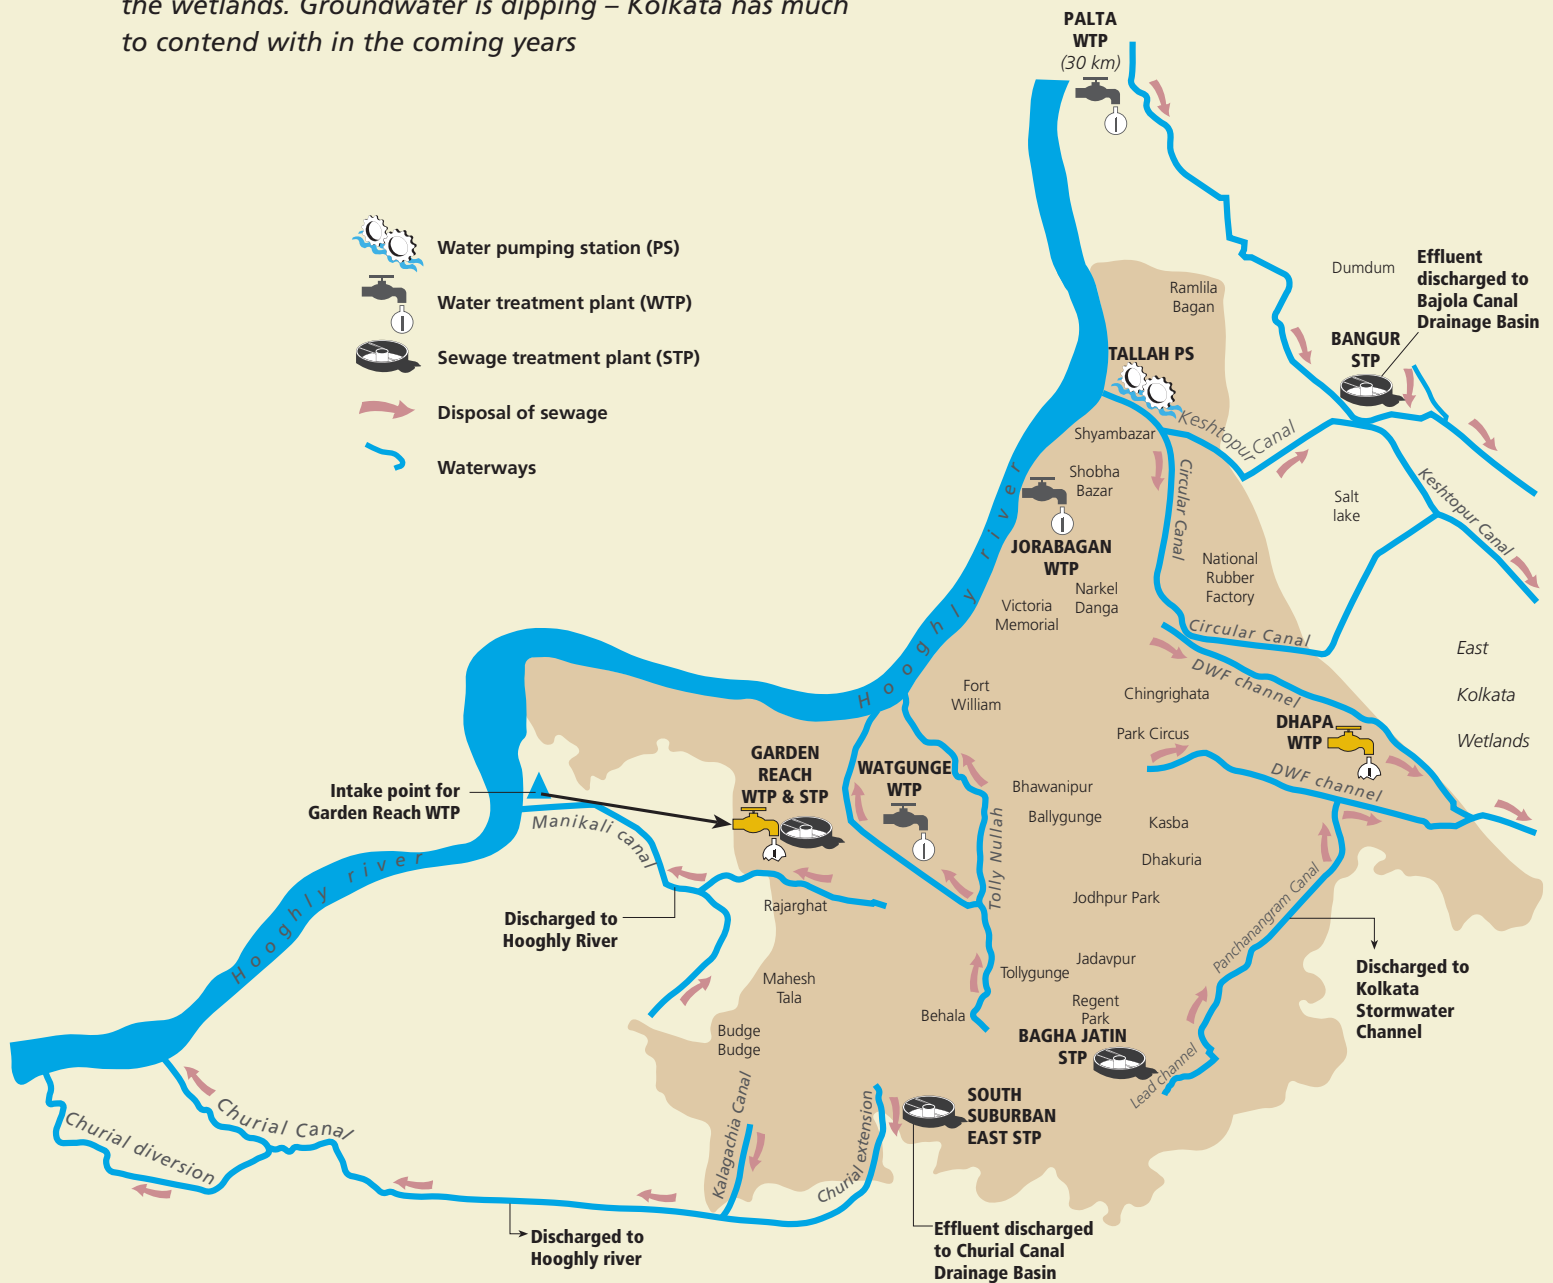 the wetlands. Groundwater is dipping – Kolkata has much
to contend with in the coming years
PALTA
WTP
(30 km)
Water pumping station (PS)
Water treatment plant (WTP)
Sewage treatment plant (STP)
Disposal of sewage
Waterways
Ramlila
Bagan
Dumdum
Effluent
discharged to
Bajola Canal
Drainage Basin
BANGUR
STP
TALLAH PS
Keshtopur Canal
Shyambazar
Circular Canal
Shobha
Bazar
Salt
lake
Keshtopur Canal
Hooghly river
JORABAGAN
WTP
National
Rubber
Factory
Narkel
Danga
Victoria
Memorial
Circular Canal
East
Kolkata
Wetlands
DWF channel
Fort
William
Chingrighata
Park Circus
DHAPA
WTP
DWF channel
GARDEN
REACH
WTP & STP
WATGUNGE
WTP
Intake point for
Garden Reach WTP
Manikali canal
Bhawanipur
Ballygunge
Kasba
Dhakuria
Tolly Nullah
Jodhpur Park
Hooghly river
Rajarghat
Discharged to
Hooghly River
Panchanangram Canal
Discharged to
Kolkata
Stormwater
Channel
Mahesh
Tala
Tollygunge
Jadavpur
Regent
Park
Behala
Budge
Budge
BAGHA JATIN
STP
Lead channel
Kalagachia Canal
Churial extension
SOUTH
SUBURBAN
EAST STP
Churial Canal
Churial diversion
Discharged to
Hooghly river
Effluent discharged
to Churial Canal
Drainage Basin